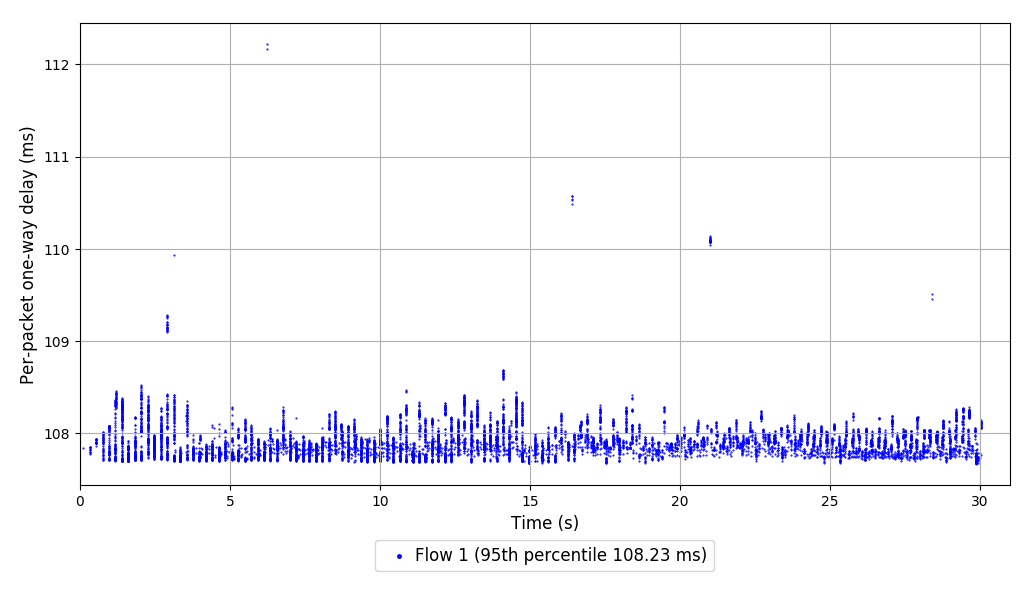 Per-packet one-way delay (ms)
112
111
110
109
108
0 5 10 15 20 25 30
Time (s)
Flow 1 (95th percentile 108.23 ms)